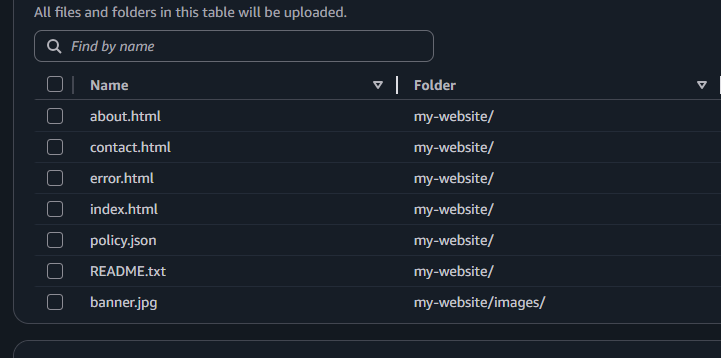 All files and folders in this table will be uploaded.
Find by name
Name Folder
about.html my-website/
contact.html my-website/
error.html my-website/
index.html my-website/
policy.json my-website/
README.txt my-website/
banner.jpg my-website/images/